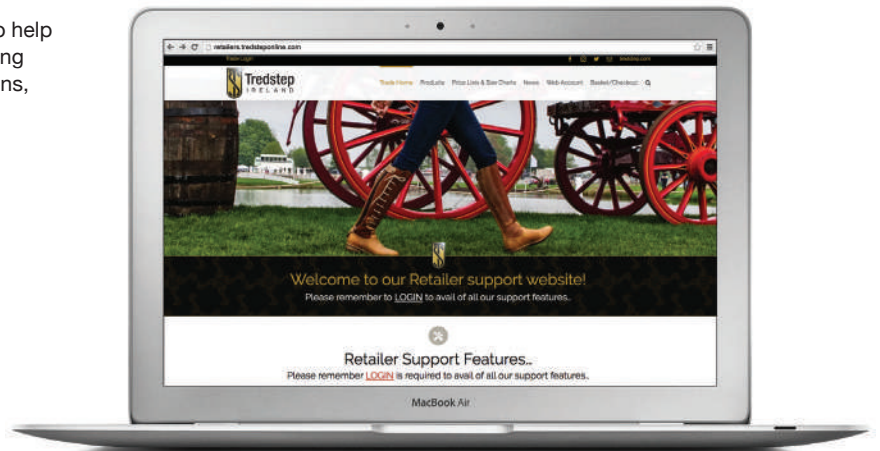 o help
ng
ns,
retailers.tredsteponline.com
Trade Login
Tredstep
IRELAND
Trade Home Products Price Lists & Size Charts News Web Account Basket/Checkout
Welcome to our Retailer support website!
Please remember to LOGIN to avail of all our support features..
Retailer Support Features..
Please remember LOGIN is required to avail of all our support features..
MacBook Air